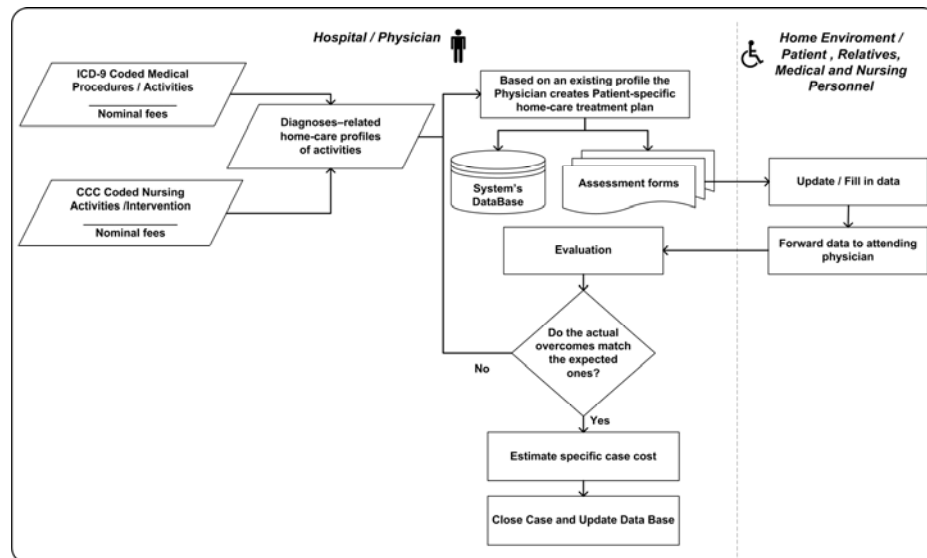 Hospital / Physician
Home Enviroment /
Patient , Relatives,
Medical and Nursing
Personnel
ICD-9 Coded Medical
Procedures / Activities
Nominal fees
Diagnoses–related
home-care profiles
of activities
CCC Coded Nursing
Activities /Intervention
Nominal fees
Based on an existing profile the
Physician creates Patient-specific
home-care treatment plan
System's
DataBase
Assessment forms
Update / Fill in data
Forward data to attending
physician
Evaluation
Do the actual
overcomes match
the expected
ones?
No
Yes
Estimate specific case cost
Close Case and Update Data Base